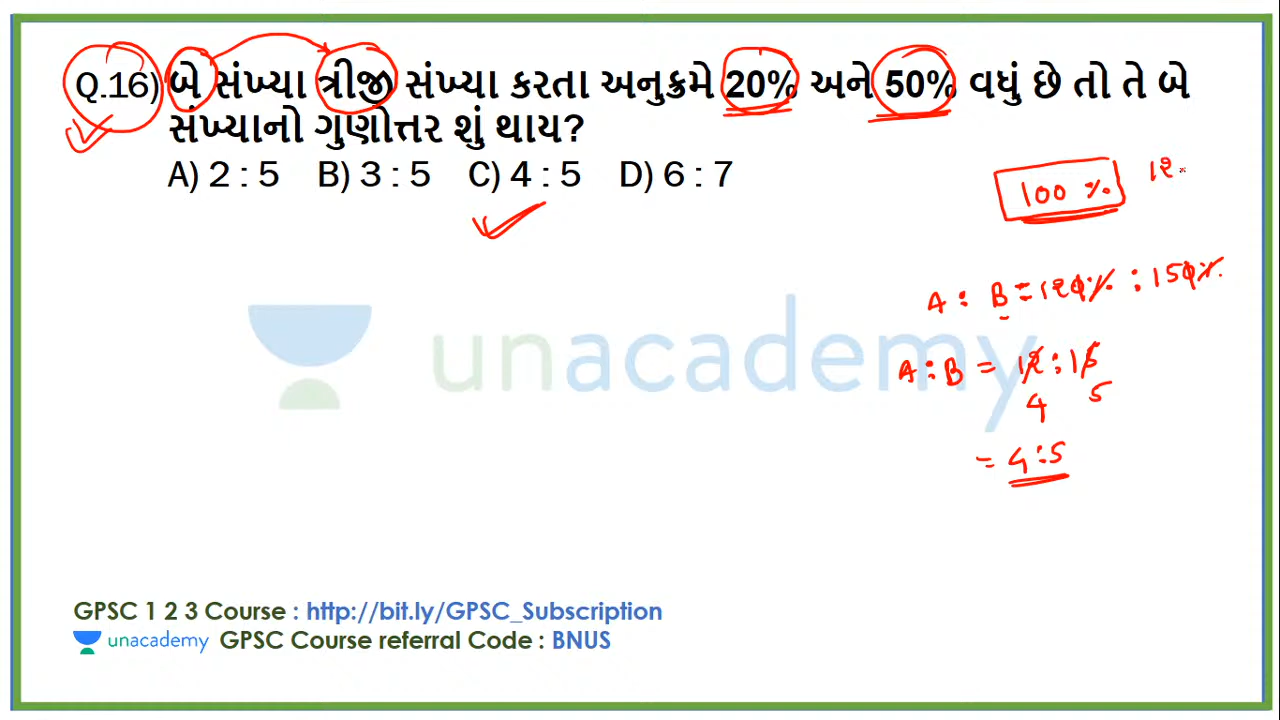 Q.16) બે સંખ્યા ત્રીજી સંખ્યા કરતા અનુક્રમે 20% અને 50% વધું છે તો તે બે
સંખ્યાનો ગુણોત્તર શું થાય?
A) 2 : 5 B) 3 : 5 C) 4 : 5 D) 6 : 7
100 %
12
A : B = 120% : 150%
A : B = 12 : 15
4 5
= 4 : 5
unacademy
GPSC 1 2 3 Course : http://bit.ly/GPSC_Subscription
unacademy GPSC Course referral Code : BNUS